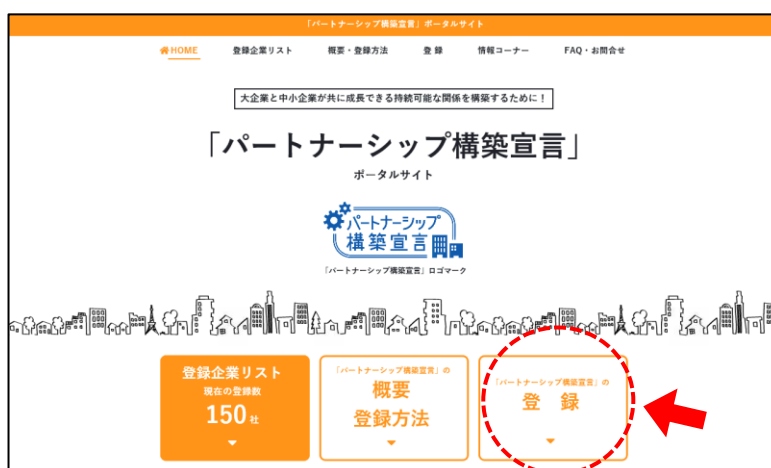 「パートナーシップ構築宣言」ポータルサイト
HOME 登録企業リスト 概要・登録方法 登 録 情報コーナー FAQ・お問合せ
大企業と中小企業が共に成長できる持続可能な関係を構築するために！
「パートナーシップ構築宣言」
ポータルサイト
パートナーシップ
構築宣言
「パートナーシップ構築宣言」ロゴマーク
登録企業リスト
現在の登録数
150 社
「パートナーシップ構築宣言」の
概要
登録方法
「パートナーシップ構築宣言」の
登 録